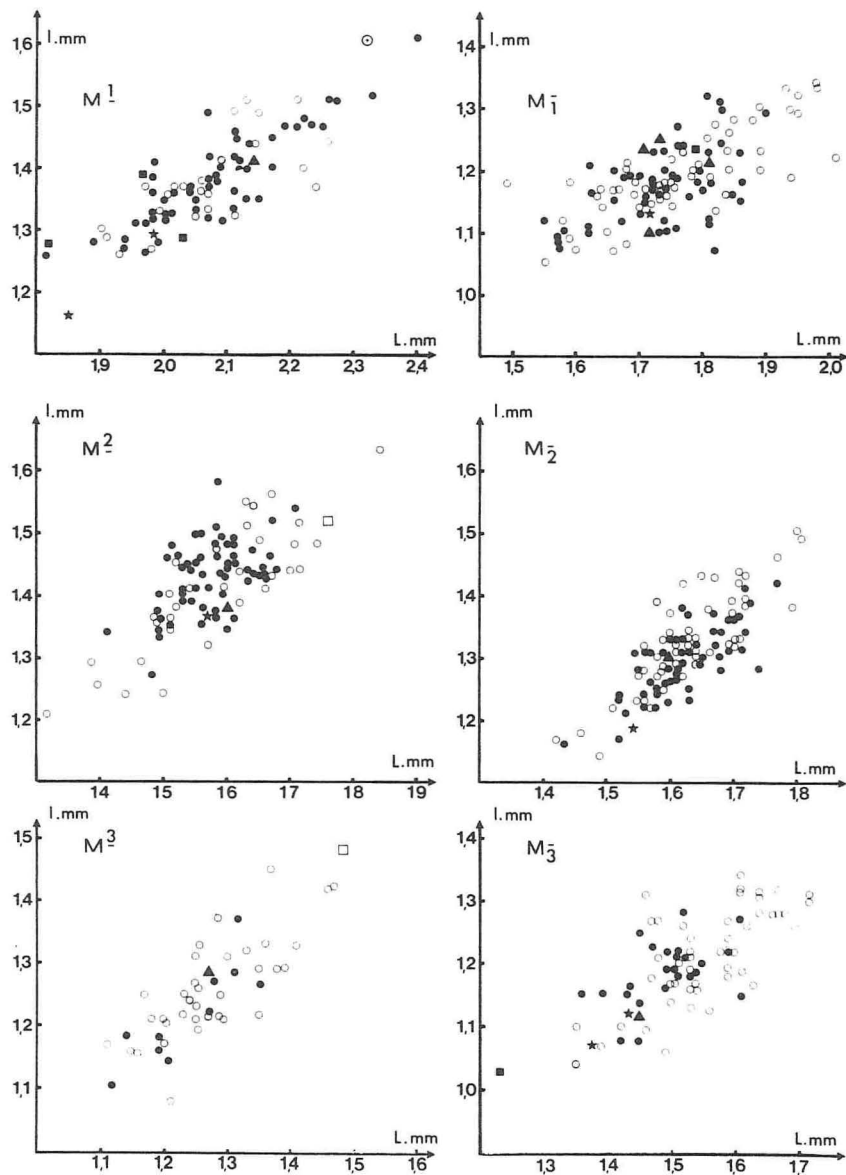 l.mm
1,6
M1
1,5
1,4
1,3
1,2
L.mm
1,9 2,0 2,1 2,2 2,3 2,4
l.mm
1,4
M1
1,3
1,2
1,1
1,0
L.mm
1,5 1,6 1,7 1,8 1,9 2,0
l.mm
M2
1,6
1,5
1,4
1,3
1,2
L.mm
14 15 16 17 18 19
l.mm
M2
1,6
1,5
1,4
1,3
1,2
L.mm
1,4 1,5 1,6 1,7 1,8
l.mm
1,5
M3
1,4
1,3
1,2
1,1
L.mm
1,1 1,2 1,3 1,4 1,5 1,6
l.mm
1,4
M3
1,3
1,2
1,1
1,0
L.mm
1,3 1,4 1,5 1,6 1,7